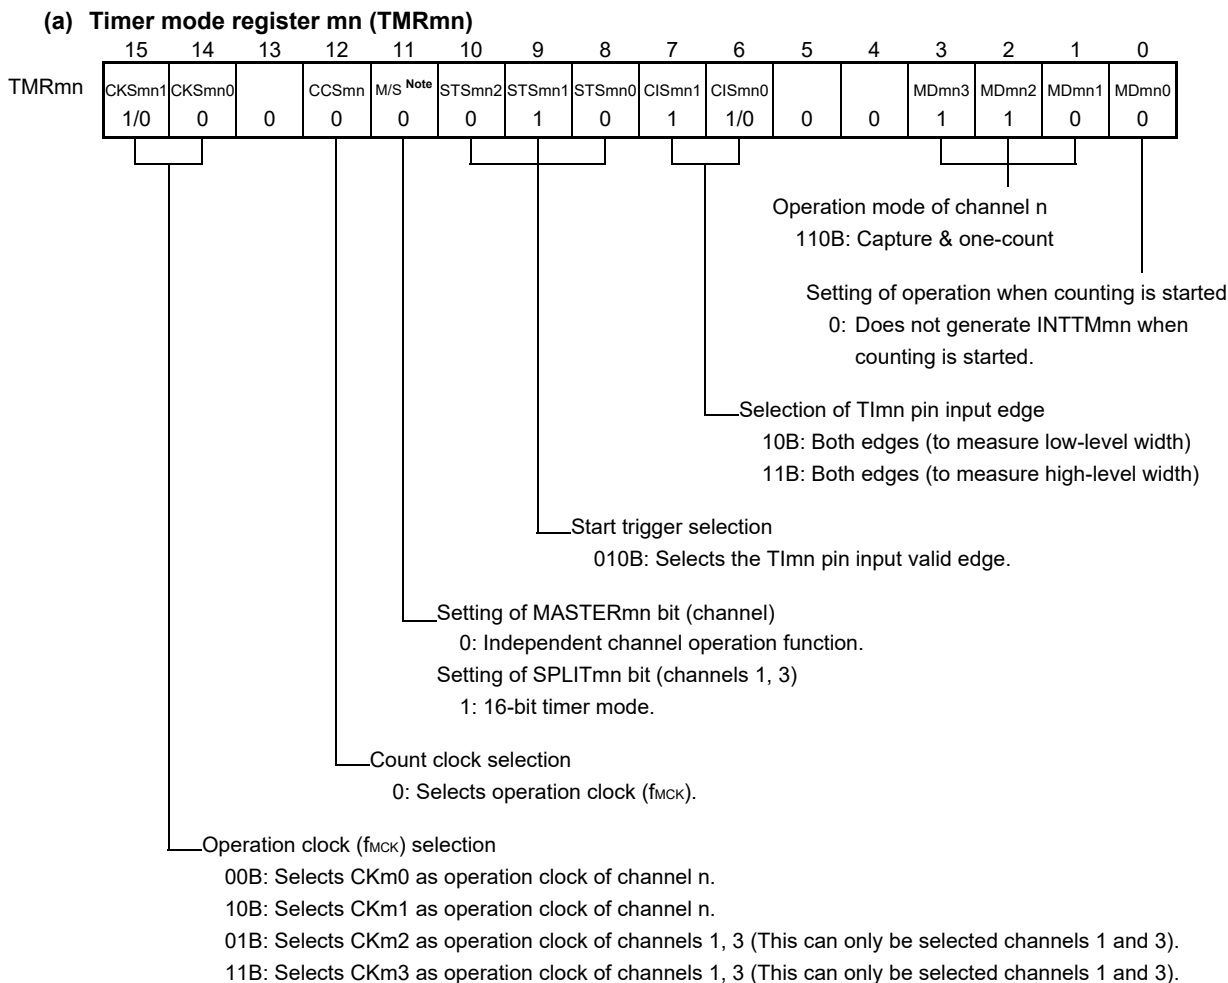 (a) Timer mode register mn (TMRmn)
15 14 13 12 11 10 9 8 7 6 5 4 3 2 1 0
TMRmn CKSmn1 CKSmn0 CCSmn M/S Note STSmn2 STSmn1 STSmn0 CISmn1 CISmn0 MDmn3 MDmn2 MDmn1 MDmn0
1/0 0 0 0 0 0 1 0 1 1/0 0 0 1 1 0 0
Operation mode of channel n
110B: Capture & one-count
Setting of operation when counting is started
0: Does not generate INTTMmn when
counting is started.
Selection of TImn pin input edge
10B: Both edges (to measure low-level width)
11B: Both edges (to measure high-level width)
Start trigger selection
010B: Selects the TImn pin input valid edge.
Setting of MASTERmn bit (channel)
0: Independent channel operation function.
Setting of SPLITmn bit (channels 1, 3)
1: 16-bit timer mode.
Count clock selection
0: Selects operation clock (fMCK).
Operation clock (fMCK) selection
00B: Selects CKm0 as operation clock of channel n.
10B: Selects CKm1 as operation clock of channel n.
01B: Selects CKm2 as operation clock of channels 1, 3 (This can only be selected channels 1 and 3).
11B: Selects CKm3 as operation clock of channels 1, 3 (This can only be selected channels 1 and 3).